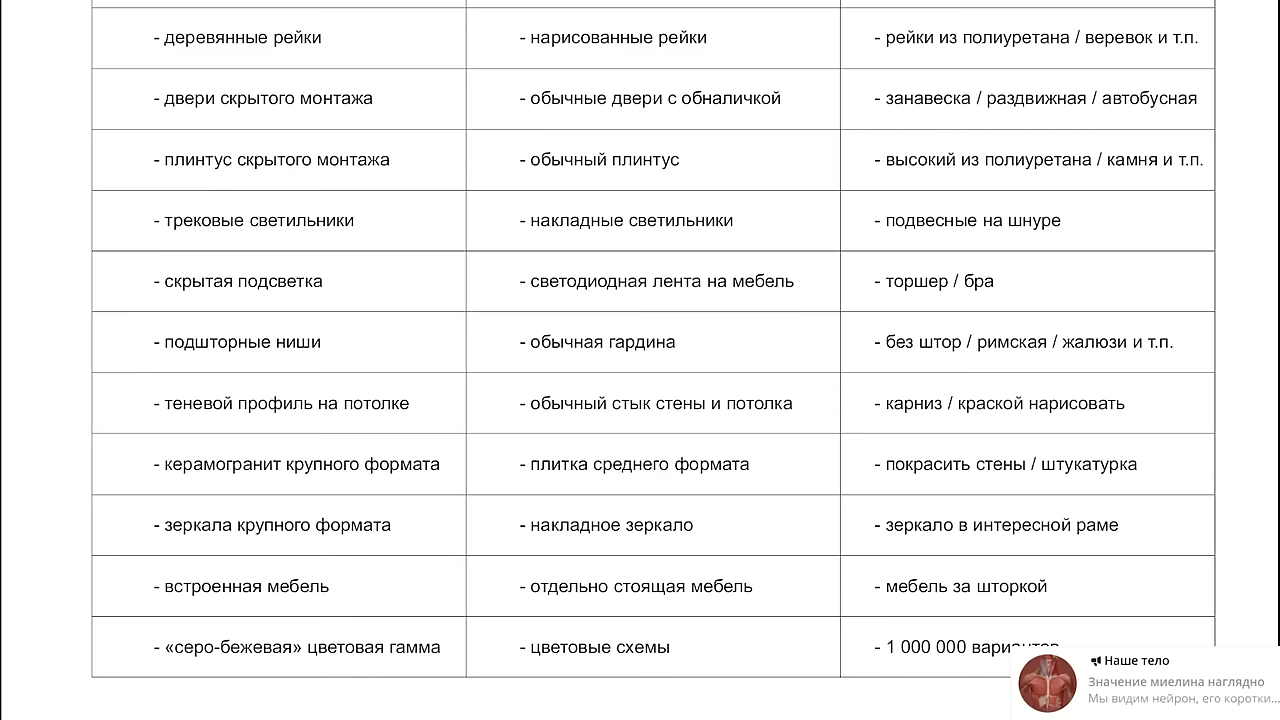 - деревянные рейки - нарисованные рейки - рейки из полиуретана / веревок и т.п.
- двери скрытого монтажа - обычные двери с обналичкой - занавеска / раздвижная / автобусная
- плинтус скрытого монтажа - обычный плинтус - высокий из полиуретана / камня и т.п.
- трековые светильники - накладные светильники - подвесные на шнуре
- скрытая подсветка - светодиодная лента на мебель - торшер / бра
- подшторные ниши - обычная гардина - без штор / римская / жалюзи и т.п.
- теневой профиль на потолке - обычный стык стены и потолка - карниз / краской нарисовать
- керамогранит крупного формата - плитка среднего формата - покрасить стены / штукатурка
- зеркала крупного формата - накладное зеркало - зеркало в интересной раме
- встроенная мебель - отдельно стоящая мебель - мебель за шторкой
- «серо-бежевая» цветовая гамма - цветовые схемы - 1 000 000 вариантов
Наше тело
Значение миелина наглядно
Мы видим нейрон, его коротки...